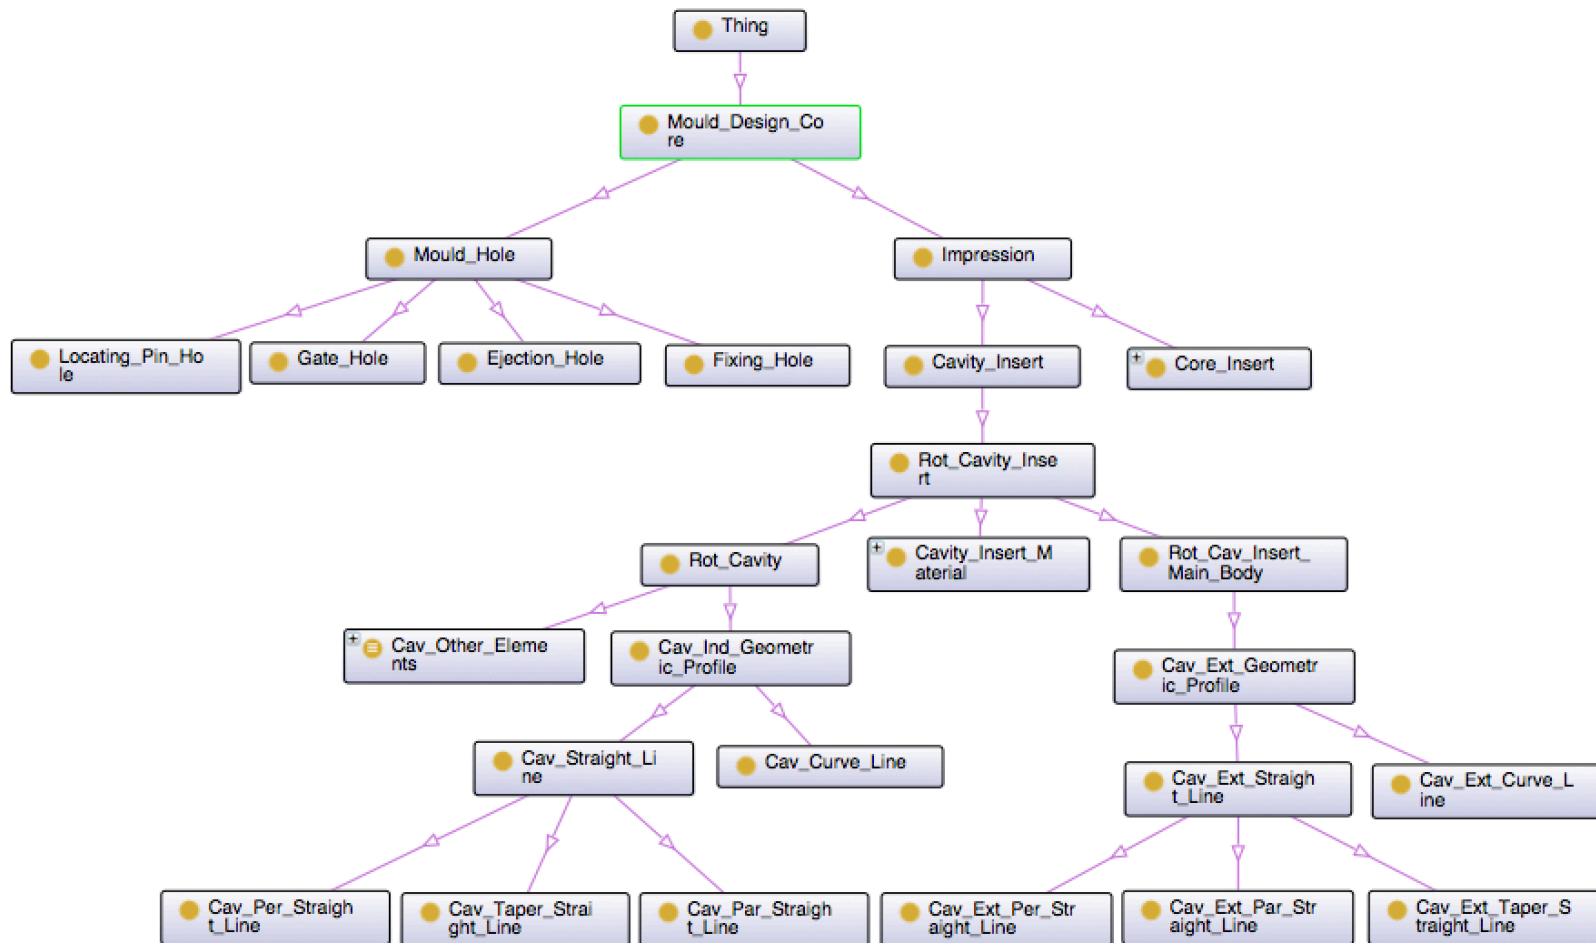 Thing
Mould_Design_Co
re
Mould_Hole
Impression
Locating_Pin_Ho
le
Gate_Hole
Ejection_Hole
Fixing_Hole
Cavity_Insert
+
Core_Insert
Rot_Cavity_Inse
rt
Rot_Cavity
+
Cavity_Insert_M
aterial
Rot_Cav_Insert_
Main_Body
+
Cav_Other_Eleme
nts
Cav_Ind_Geometr
ic_Profile
Cav_Ext_Geometr
ic_Profile
Cav_Straight_Li
ne
Cav_Curve_Line
Cav_Ext_Straigh
t_Line
Cav_Ext_Curve_L
ine
Cav_Per_Straigh
t_Line
Cav_Taper_Strai
ght_Line
Cav_Par_Straigh
t_Line
Cav_Ext_Per_Str
aight_Line
Cav_Ext_Par_Str
aight_Line
Cav_Ext_Taper_S
traight_Line